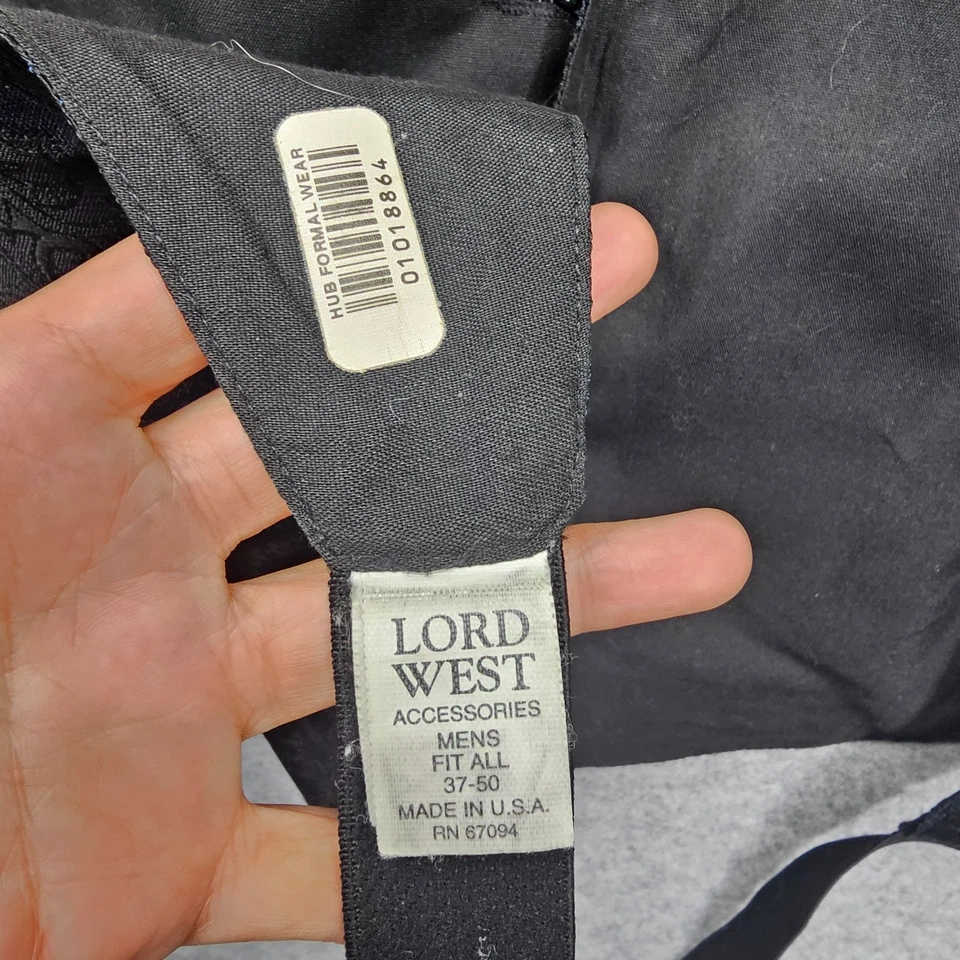 HUB FORMAL WEAR
01018864
LORD
WEST
ACCESSORIES
MENS
FIT ALL
37-50
MADE IN U.S.A.
RN 67094